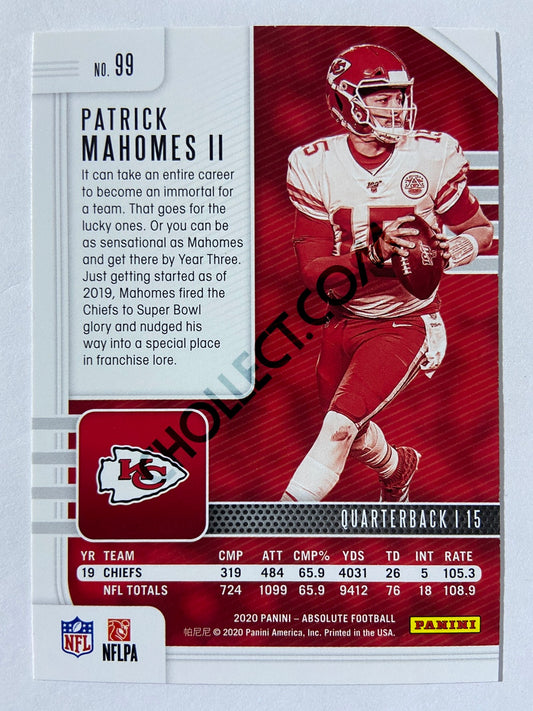 NO. 99
PATRICK
MAHOMES II
It can take an entire career
to become an immortal for
a team. That goes for the
lucky ones. Or you can be
as sensational as Mahomes
and get there by Year Three.
Just getting started as of
2019, Mahomes fired the
Chiefs to Super Bowl
glory and nudged his
way into a special place
in franchise lore.
15
KC
QUARTERBACK | 15
YR TEAM CMP ATT CMP% YDS TD INT RATE
19 CHIEFS 319 484 65.9 4031 26 5 105.3
NFL TOTALS 724 1099 65.9 9412 76 18 108.9
2020 PANINI – ABSOLUTE FOOTBALL
帕尼尼 © 2020 Panini America, Inc. Printed in the USA.
PANINI
NFL
NFLPA
CHOLLECT.COM